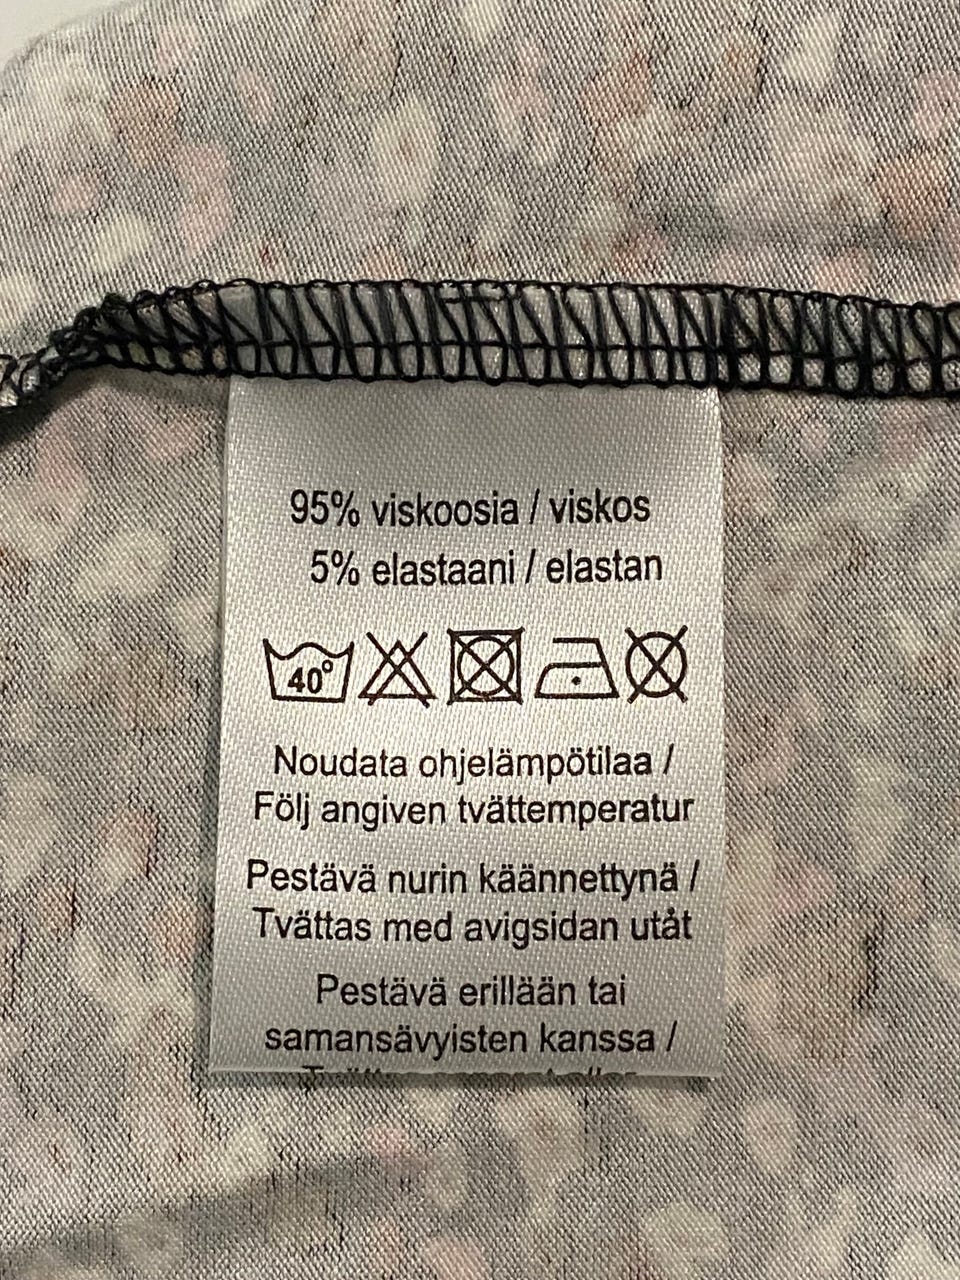 95% viskoosia / viskos
5% elastaani / elastan
40°
Noudata ohjelämpötilaa /
Följ angiven tvättemperatur
Pestävä nurin käännettynä /
Tvättas med avigsidan utåt
Pestävä erillään tai
samansävyisten kanssa /